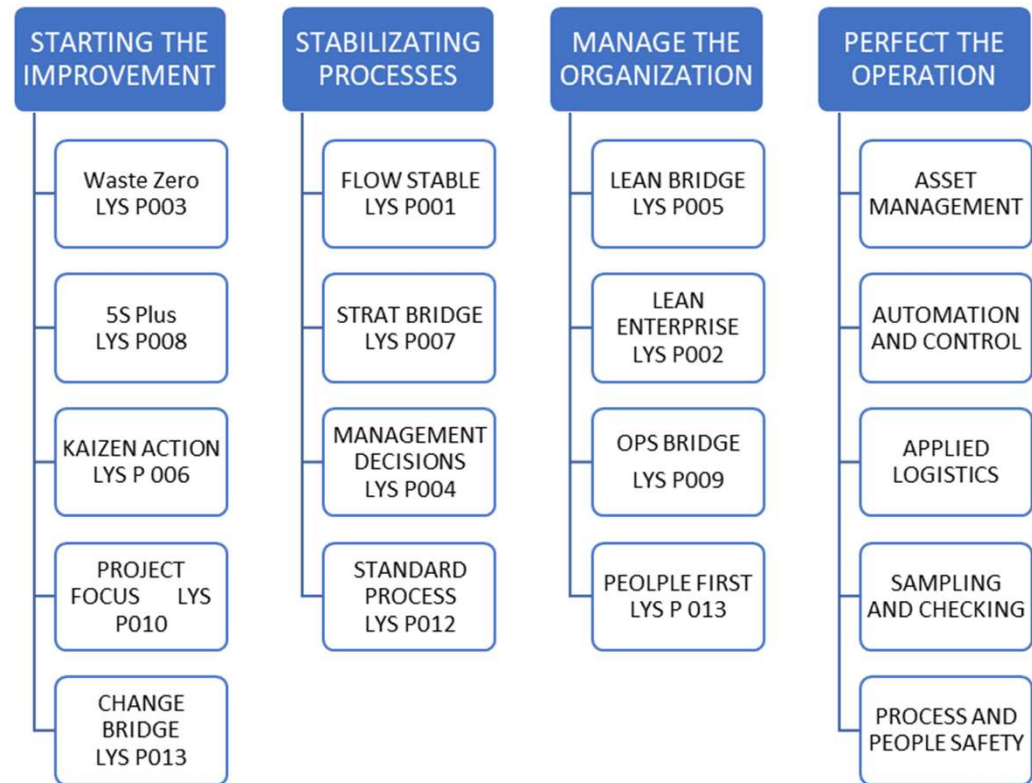 STARTING THE
IMPROVEMENT
Waste Zero
LYS P003
5S Plus
LYS P008
KAIZEN ACTION
LYS P 006
PROJECT
FOCUS LYS
P010
CHANGE
BRIDGE
LYS P013
STABILIZATING
PROCESSES
FLOW STABLE
LYS P001
STRAT BRIDGE
LYS P007
MANAGEMENT
DECISIONS
LYS P004
STANDARD
PROCESS
LYS P012
MANAGE THE
ORGANIZATION
LEAN BRIDGE
LYS P005
LEAN
ENTERPRISE
LYS P002
OPS BRIDGE
LYS P009
PEOLPLE FIRST
LYS P 013
PERFECT THE
OPERATION
ASSET
MANAGEMENT
AUTOMATION
AND CONTROL
APPLIED
LOGISTICS
SAMPLING
AND CHECKING
PROCESS AND
PEOPLE SAFETY